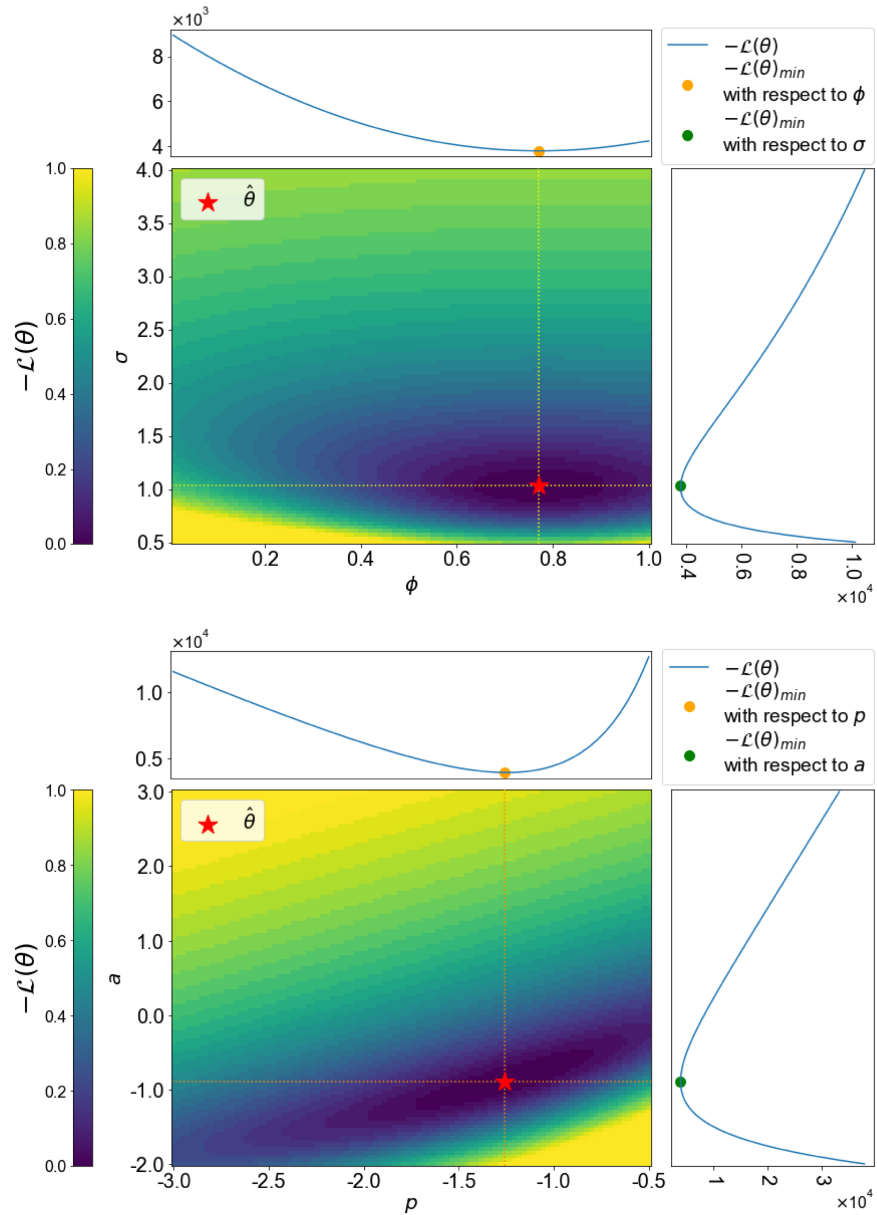 ×10³
8
6
4
−ℒ(θ)
−ℒ(θ)min
with respect to ϕ
−ℒ(θ)min
with respect to σ
1.0
0.8
0.6
0.4
0.2
0.0
−ℒ(θ)
θ̂
4.0
3.5
3.0
2.5
2.0
1.5
1.0
0.5
σ
0.2
0.4
0.6
0.8
1.0
ϕ
0.4
0.6
0.8
1.0
×10⁴
×10⁴
1.0
0.5
−ℒ(θ)
−ℒ(θ)min
with respect to p
−ℒ(θ)min
with respect to a
1.0
0.8
0.6
0.4
0.2
0.0
−ℒ(θ)
θ̂
3.0
2.0
1.0
0.0
-1.0
-2.0
a
-3.0
-2.5
-2.0
-1.5
-1.0
-0.5
p
1
2
3
×10⁴